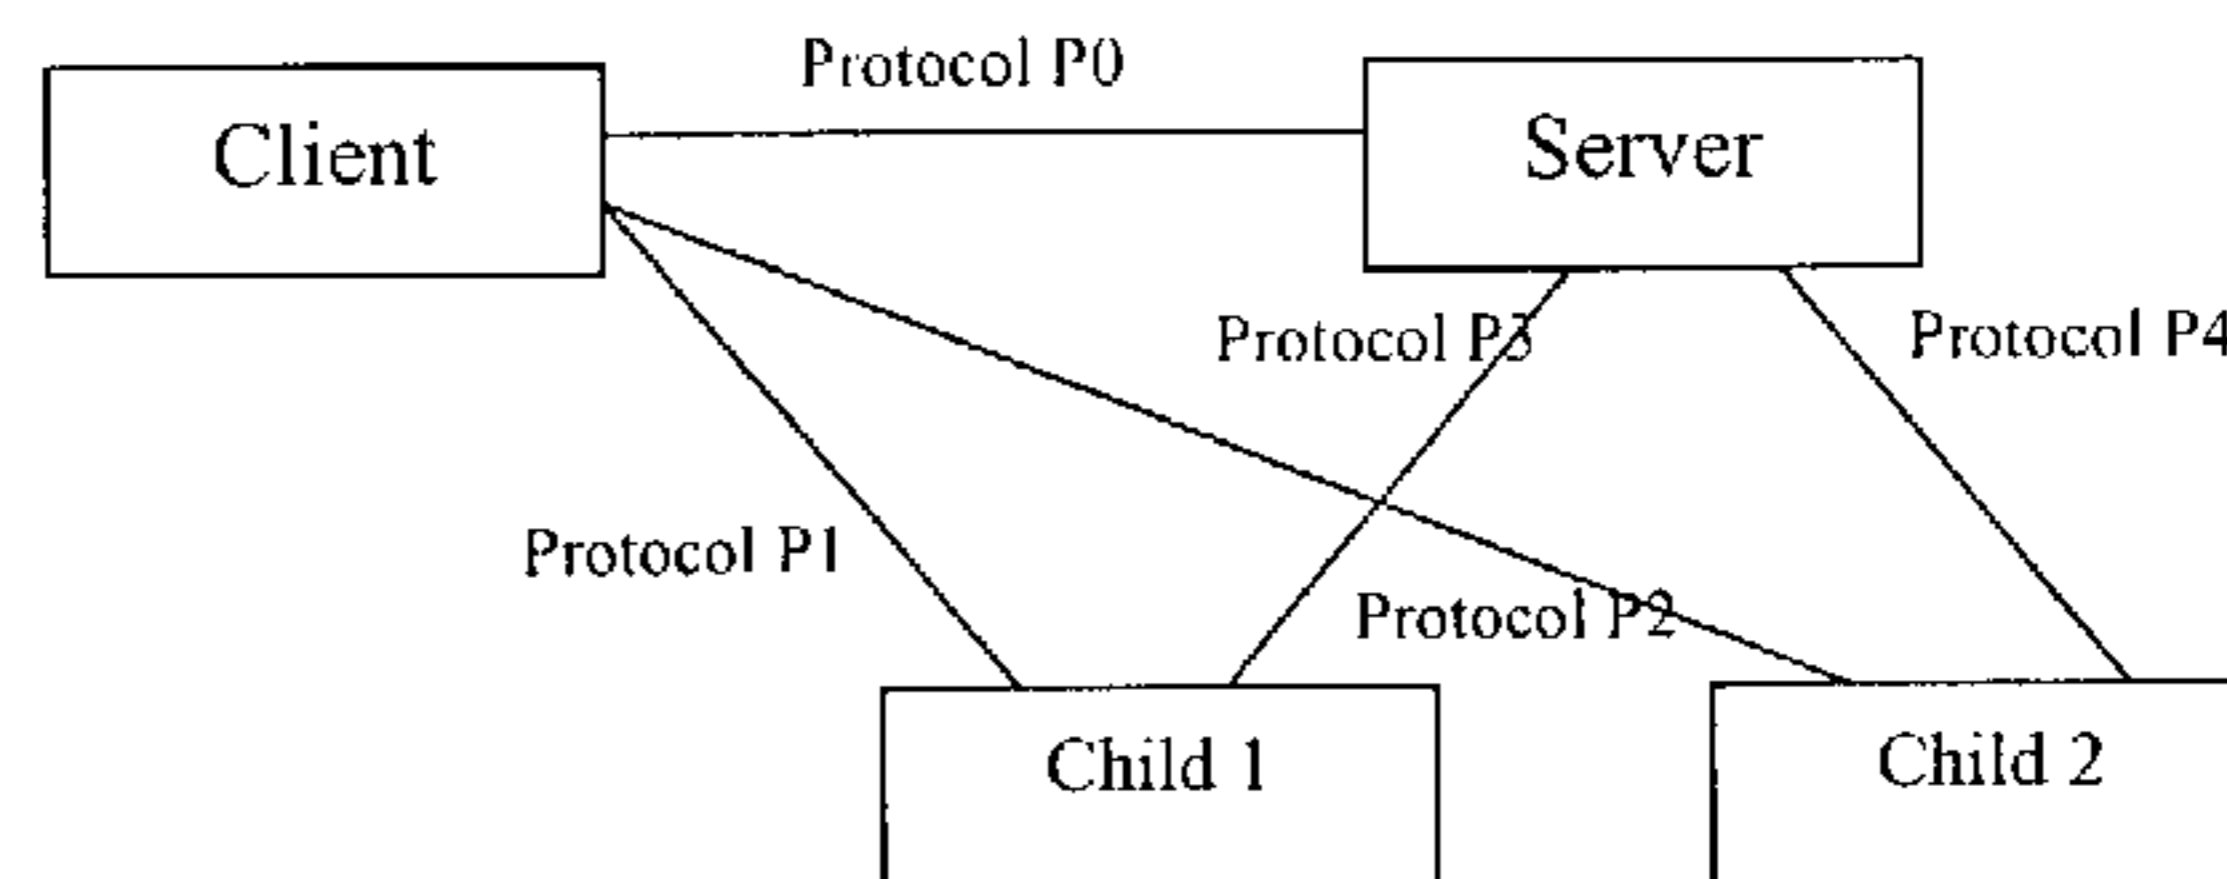 Protocol P0
Client
Server
Protocol P3
Protocol P4
Protocol P1
Protocol P2
Child 1
Child 2